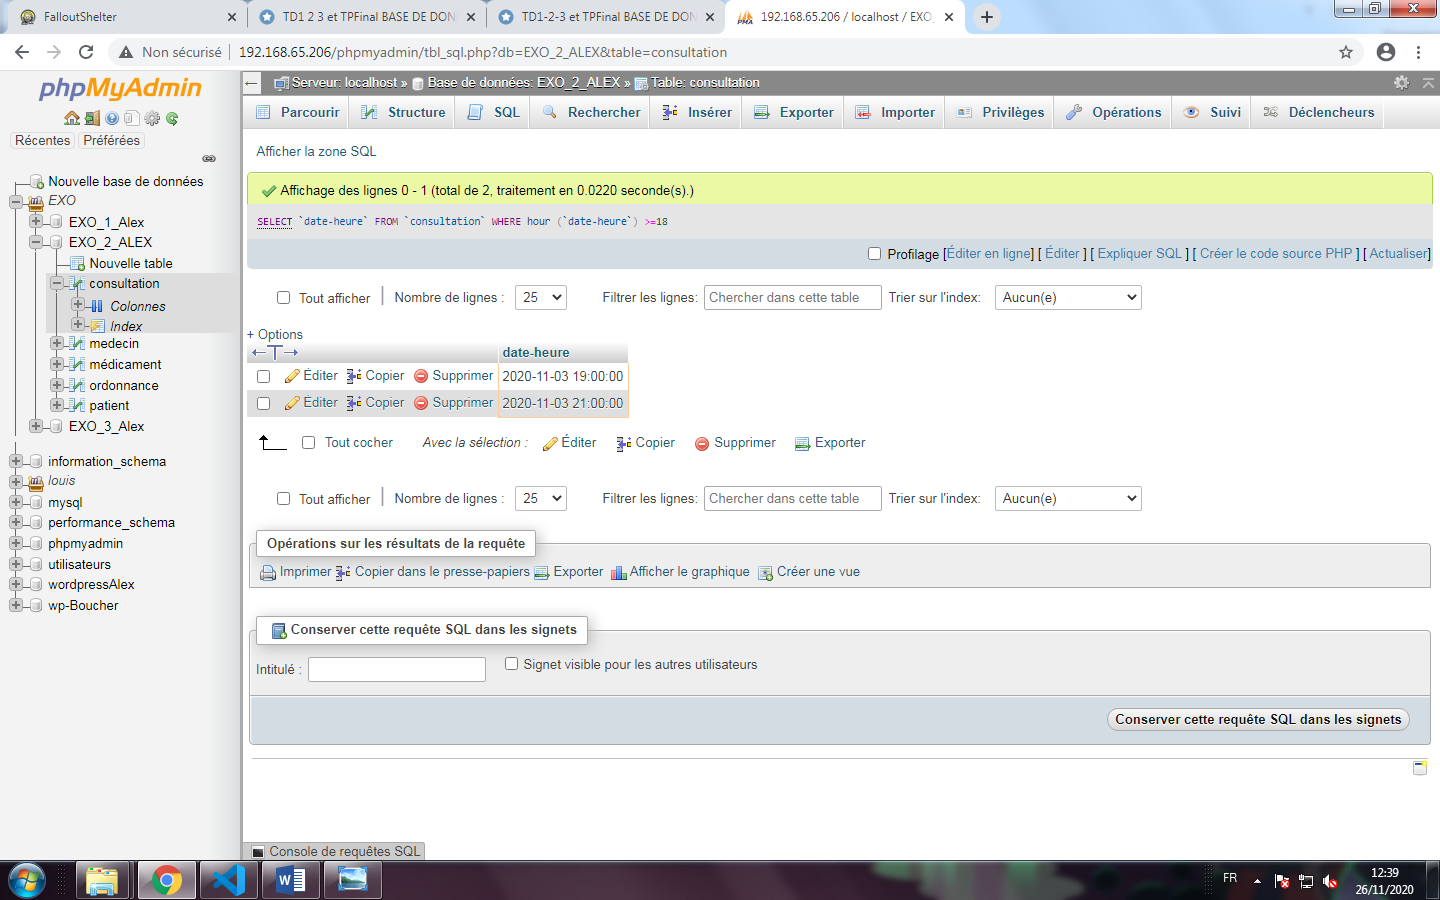 FalloutShelter
TD1 2 3 et TPFinal BASE DE DON
TD1-2-3 et TPFinal BASE DE DON
192.168.65.206 / localhost / EXO_
Non sécurisé
192.168.65.206/phpmyadmin/tbl_sql.php?db=EXO_2_ALEX&table=consultation
phpMyAdmin
Récentes Préférées
Nouvelle base de données
EXO
EXO_1_Alex
EXO_2_ALEX
Nouvelle table
consultation
Colonnes
Index
medecin
médicament
ordonnance
patient
EXO_3_Alex
information_schema
louis
mysql
performance_schema
phpmyadmin
utilisateurs
wordpressAlex
wp-Boucher
Serveur: localhost » Base de données: EXO_2_ALEX » Table: consultation
Parcourir Structure SQL Rechercher Insérer Exporter Importer Privilèges Opérations Suivi Déclencheurs
Afficher la zone SQL
Affichage des lignes 0 - 1 (total de 2, traitement en 0.0220 seconde(s).)
SELECT `date-heure` FROM `consultation` WHERE hour (`date-heure`) >=18
Profilage [Éditer en ligne] [ Éditer ] [ Expliquer SQL ] [ Créer le code source PHP ] [ Actualiser]
Tout afficher Nombre de lignes : 25 Filtrer les lignes: Chercher dans cette table Trier sur l'index: Aucun(e)
+ Options
←T→ date-heure
Éditer Copier Supprimer 2020-11-03 19:00:00
Éditer Copier Supprimer 2020-11-03 21:00:00
Tout cocher Avec la sélection : Éditer Copier Supprimer Exporter
Tout afficher Nombre de lignes : 25 Filtrer les lignes: Chercher dans cette table Trier sur l'index: Aucun(e)
Opérations sur les résultats de la requête
Imprimer Copier dans le presse-papiers Exporter Afficher le graphique Créer une vue
Conserver cette requête SQL dans les signets
Intitulé : Signet visible pour les autres utilisateurs
Conserver cette requête SQL dans les signets
Console de requêtes SQL
FR
12:39
26/11/2020